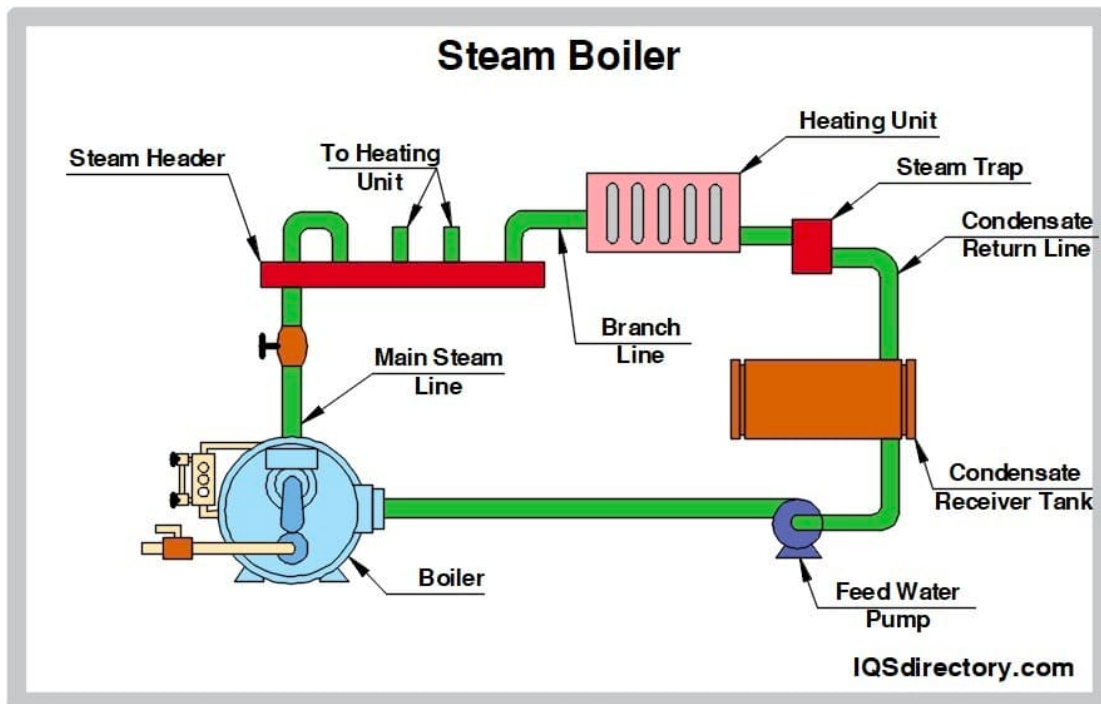 Steam Boiler
Heating Unit
Steam Header
To Heating
Unit
Steam Trap
Condensate
Return Line
Branch
Line
Main Steam
Line
Condensate
Receiver Tank
Boiler
Feed Water
Pump
IQSdirectory.com